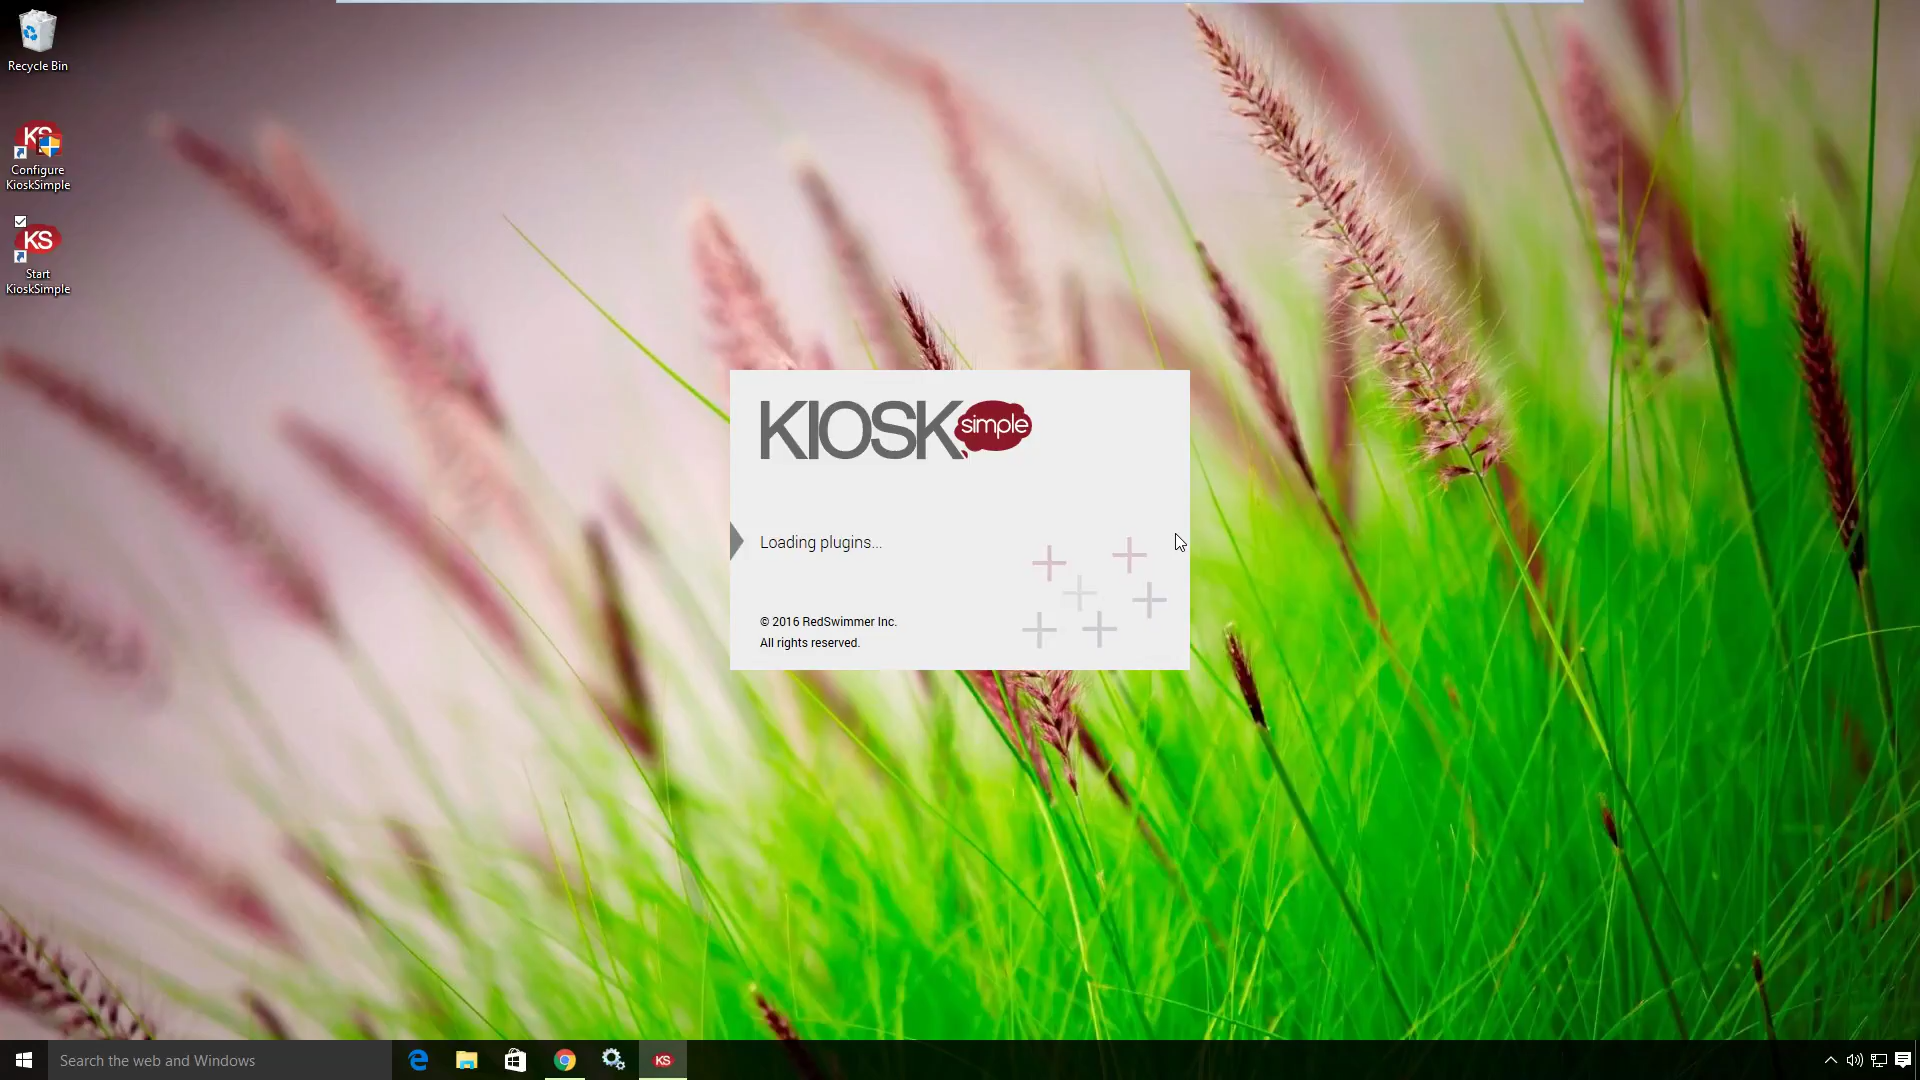 Recycle Bin
KS
Configure
KioskSimple
KS
Start
KioskSimple
KIOSK simple
Loading plugins...
© 2016 RedSwimmer Inc.
All rights reserved.
Search the web and Windows
KS